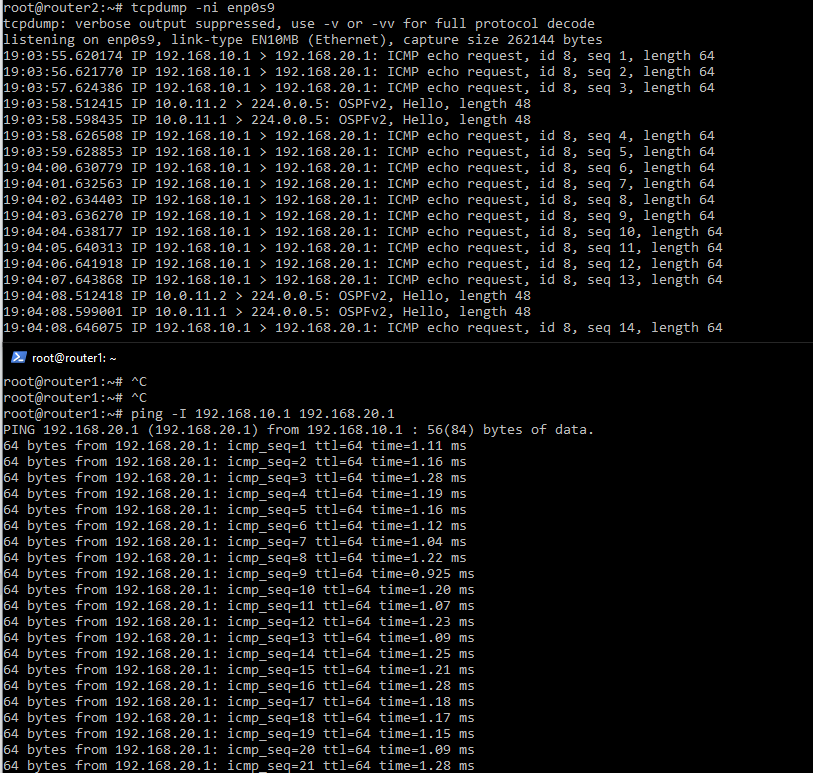 root@router2:~# tcpdump -ni enp0s9
tcpdump: verbose output suppressed, use -v or -vv for full protocol decode
listening on enp0s9, link-type EN10MB (Ethernet), capture size 262144 bytes
19:03:55.620174 IP 192.168.10.1 > 192.168.20.1: ICMP echo request, id 8, seq 1, length 64
19:03:56.621770 IP 192.168.10.1 > 192.168.20.1: ICMP echo request, id 8, seq 2, length 64
19:03:57.624386 IP 192.168.10.1 > 192.168.20.1: ICMP echo request, id 8, seq 3, length 64
19:03:58.512415 IP 10.0.11.2 > 224.0.0.5: OSPFv2, Hello, length 48
19:03:58.598435 IP 10.0.11.1 > 224.0.0.5: OSPFv2, Hello, length 48
19:03:58.626508 IP 192.168.10.1 > 192.168.20.1: ICMP echo request, id 8, seq 4, length 64
19:03:59.628853 IP 192.168.10.1 > 192.168.20.1: ICMP echo request, id 8, seq 5, length 64
19:04:00.630779 IP 192.168.10.1 > 192.168.20.1: ICMP echo request, id 8, seq 6, length 64
19:04:01.632563 IP 192.168.10.1 > 192.168.20.1: ICMP echo request, id 8, seq 7, length 64
19:04:02.634403 IP 192.168.10.1 > 192.168.20.1: ICMP echo request, id 8, seq 8, length 64
19:04:03.636270 IP 192.168.10.1 > 192.168.20.1: ICMP echo request, id 8, seq 9, length 64
19:04:04.638177 IP 192.168.10.1 > 192.168.20.1: ICMP echo request, id 8, seq 10, length 64
19:04:05.640313 IP 192.168.10.1 > 192.168.20.1: ICMP echo request, id 8, seq 11, length 64
19:04:06.641918 IP 192.168.10.1 > 192.168.20.1: ICMP echo request, id 8, seq 12, length 64
19:04:07.643868 IP 192.168.10.1 > 192.168.20.1: ICMP echo request, id 8, seq 13, length 64
19:04:08.512418 IP 10.0.11.2 > 224.0.0.5: OSPFv2, Hello, length 48
19:04:08.599001 IP 10.0.11.1 > 224.0.0.5: OSPFv2, Hello, length 48
19:04:08.646075 IP 192.168.10.1 > 192.168.20.1: ICMP echo request, id 8, seq 14, length 64
root@router1: ~
root@router1:~# ^C
root@router1:~# ^C
root@router1:~# ping -I 192.168.10.1 192.168.20.1
PING 192.168.20.1 (192.168.20.1) from 192.168.10.1 : 56(84) bytes of data.
64 bytes from 192.168.20.1: icmp_seq=1 ttl=64 time=1.11 ms
64 bytes from 192.168.20.1: icmp_seq=2 ttl=64 time=1.16 ms
64 bytes from 192.168.20.1: icmp_seq=3 ttl=64 time=1.28 ms
64 bytes from 192.168.20.1: icmp_seq=4 ttl=64 time=1.19 ms
64 bytes from 192.168.20.1: icmp_seq=5 ttl=64 time=1.16 ms
64 bytes from 192.168.20.1: icmp_seq=6 ttl=64 time=1.12 ms
64 bytes from 192.168.20.1: icmp_seq=7 ttl=64 time=1.04 ms
64 bytes from 192.168.20.1: icmp_seq=8 ttl=64 time=1.22 ms
64 bytes from 192.168.20.1: icmp_seq=9 ttl=64 time=0.925 ms
64 bytes from 192.168.20.1: icmp_seq=10 ttl=64 time=1.20 ms
64 bytes from 192.168.20.1: icmp_seq=11 ttl=64 time=1.07 ms
64 bytes from 192.168.20.1: icmp_seq=12 ttl=64 time=1.23 ms
64 bytes from 192.168.20.1: icmp_seq=13 ttl=64 time=1.09 ms
64 bytes from 192.168.20.1: icmp_seq=14 ttl=64 time=1.25 ms
64 bytes from 192.168.20.1: icmp_seq=15 ttl=64 time=1.21 ms
64 bytes from 192.168.20.1: icmp_seq=16 ttl=64 time=1.28 ms
64 bytes from 192.168.20.1: icmp_seq=17 ttl=64 time=1.18 ms
64 bytes from 192.168.20.1: icmp_seq=18 ttl=64 time=1.17 ms
64 bytes from 192.168.20.1: icmp_seq=19 ttl=64 time=1.15 ms
64 bytes from 192.168.20.1: icmp_seq=20 ttl=64 time=1.09 ms
64 bytes from 192.168.20.1: icmp_seq=21 ttl=64 time=1.28 ms